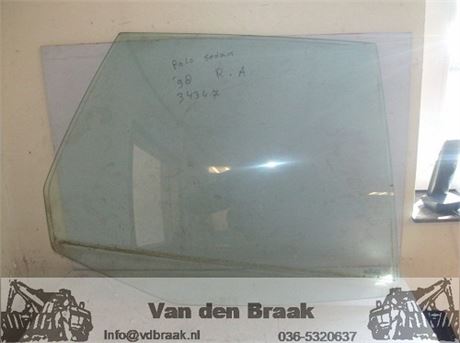 Polo sedan
'98 R.A
34347
Van den Braak
Info@vdbraak.nl 036-5320637